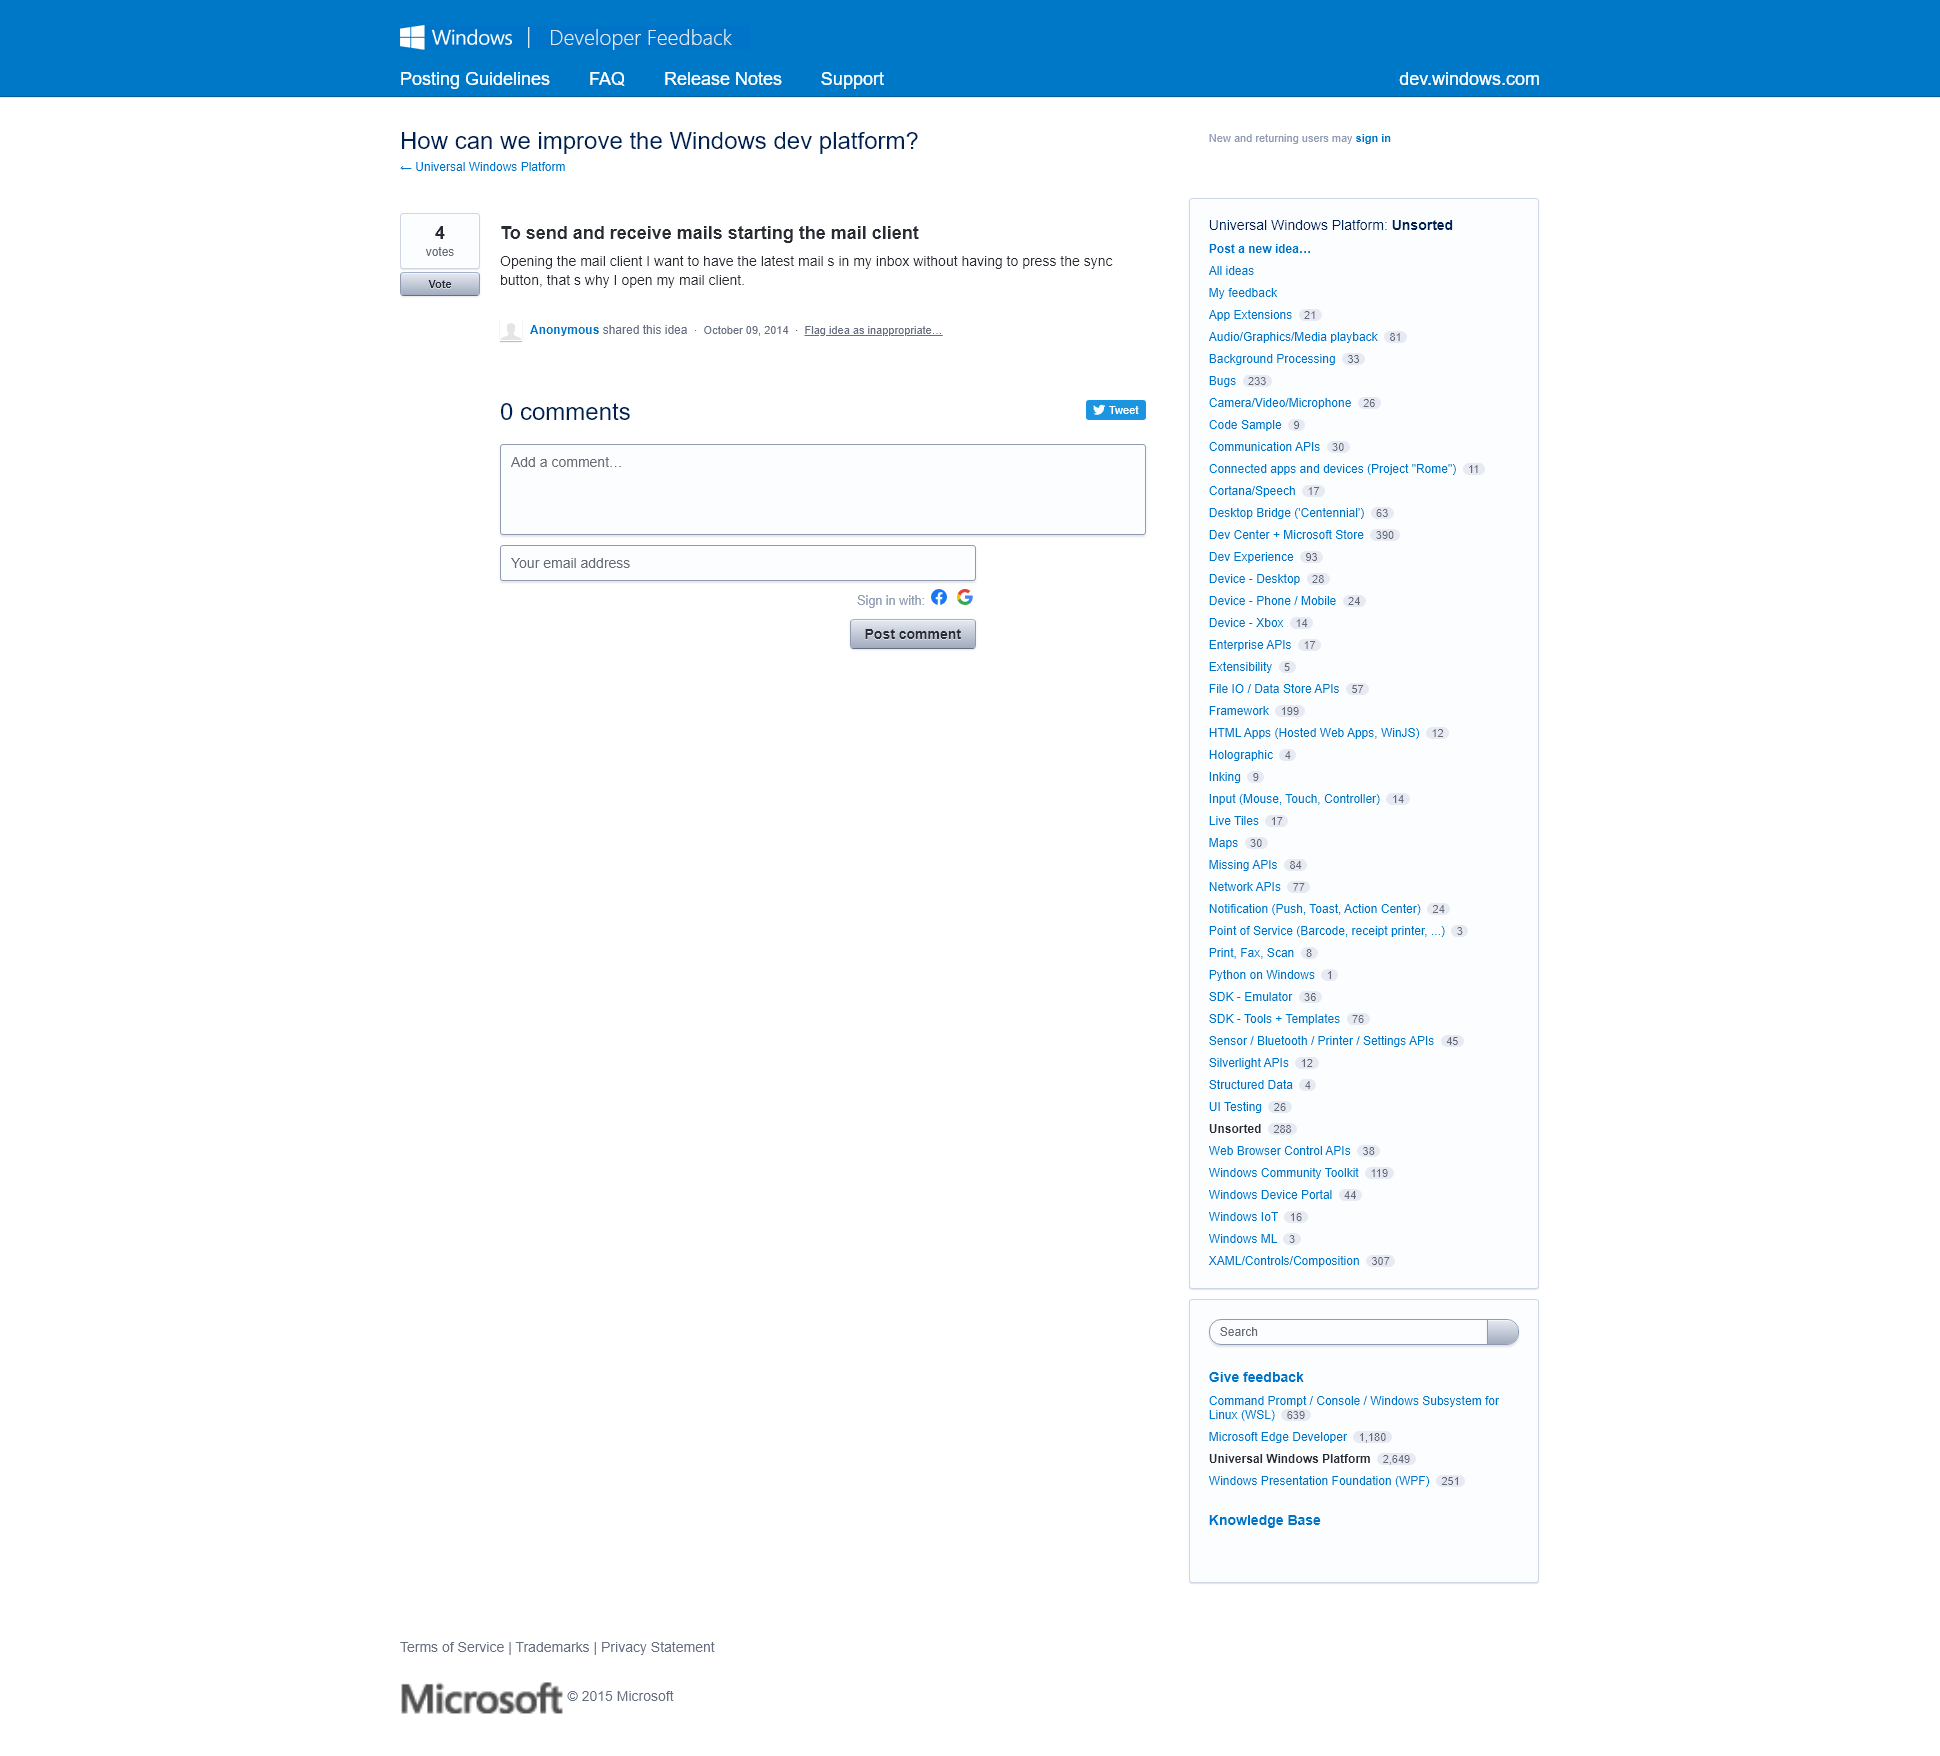 Windows | Developer Feedback
Posting Guidelines FAQ Release Notes Support dev.windows.com
How can we improve the Windows dev platform?
← Universal Windows Platform
New and returning users may sign in
4
votes
Vote
To send and receive mails starting the mail client
Opening the mail client I want to have the latest mail s in my inbox without having to press the sync
button, that s why I open my mail client.
Anonymous shared this idea · October 09, 2014 · Flag idea as inappropriate…
0 comments
Tweet
Add a comment…
Your email address
Sign in with:
Post comment
Universal Windows Platform: Unsorted
Post a new idea…
All ideas
My feedback
App Extensions 21
Audio/Graphics/Media playback 81
Background Processing 33
Bugs 233
Camera/Video/Microphone 26
Code Sample 9
Communication APIs 30
Connected apps and devices (Project "Rome") 11
Cortana/Speech 17
Desktop Bridge ('Centennial') 63
Dev Center + Microsoft Store 390
Dev Experience 93
Device - Desktop 28
Device - Phone / Mobile 24
Device - Xbox 14
Enterprise APIs 17
Extensibility 5
File IO / Data Store APIs 57
Framework 199
HTML Apps (Hosted Web Apps, WinJS) 12
Holographic 4
Inking 9
Input (Mouse, Touch, Controller) 14
Live Tiles 17
Maps 30
Missing APIs 84
Network APIs 77
Notification (Push, Toast, Action Center) 24
Point of Service (Barcode, receipt printer, ...) 3
Print, Fax, Scan 8
Python on Windows 1
SDK - Emulator 36
SDK - Tools + Templates 76
Sensor / Bluetooth / Printer / Settings APIs 45
Silverlight APIs 12
Structured Data 4
UI Testing 26
Unsorted 288
Web Browser Control APIs 38
Windows Community Toolkit 119
Windows Device Portal 44
Windows IoT 16
Windows ML 3
XAML/Controls/Composition 307
Search
Give feedback
Command Prompt / Console / Windows Subsystem for
Linux (WSL) 639
Microsoft Edge Developer 1,180
Universal Windows Platform 2,649
Windows Presentation Foundation (WPF) 251
Knowledge Base
Terms of Service | Trademarks | Privacy Statement
Microsoft © 2015 Microsoft